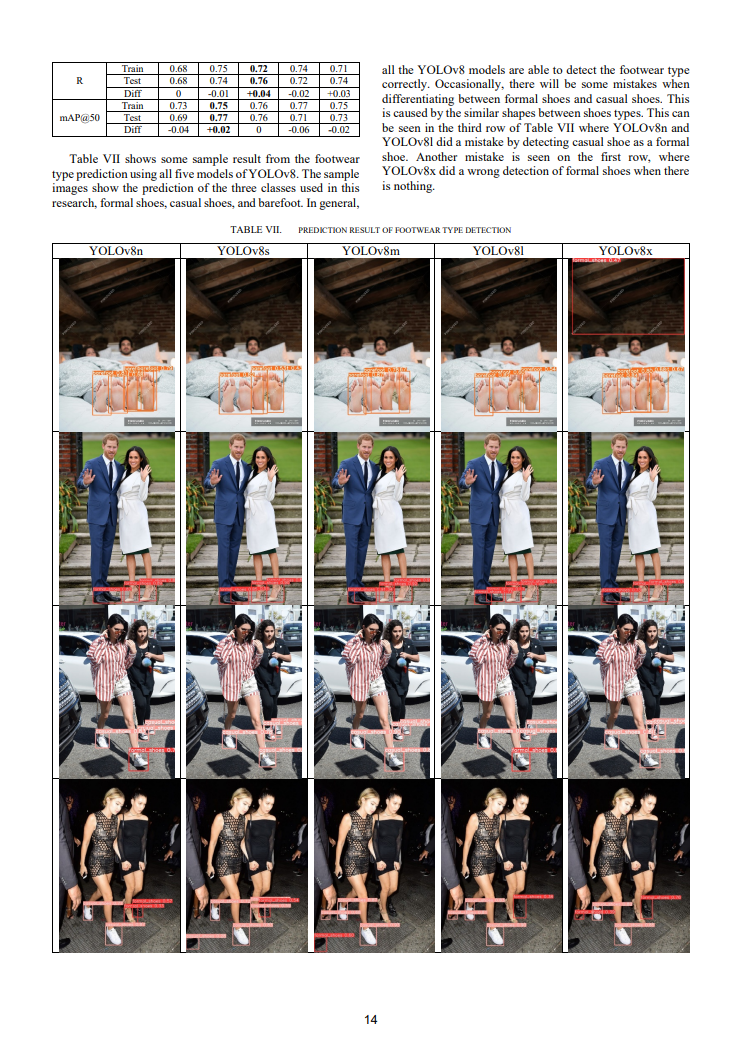 R
Train 0.68 0.75 0.72 0.74 0.71
Test 0.68 0.74 0.76 0.72 0.74
Diff 0 -0.01 +0.04 -0.02 +0.03
mAP@50
Train 0.73 0.75 0.76 0.77 0.75
Test 0.69 0.77 0.76 0.71 0.73
Diff -0.04 +0.02 0 -0.06 -0.02
Table VII shows some sample result from the footwear
type prediction using all five models of YOLOv8. The sample
images show the prediction of the three classes used in this
research, formal shoes, casual shoes, and barefoot. In general,
all the YOLOv8 models are able to detect the footwear type
correctly. Occasionally, there will be some mistakes when
differentiating between formal shoes and casual shoes. This
is caused by the similar shapes between shoes types. This can
be seen in the third row of Table VII where YOLOv8n and
YOLOv8l did a mistake by detecting casual shoe as a formal
shoe. Another mistake is seen on the first row, where
YOLOv8x did a wrong detection of formal shoes when there
is nothing.
TABLE VII. PREDICTION RESULT OF FOOTWEAR TYPE DETECTION
YOLOv8n YOLOv8s YOLOv8m YOLOv8l YOLOv8x
formal_shoes 0.42
14